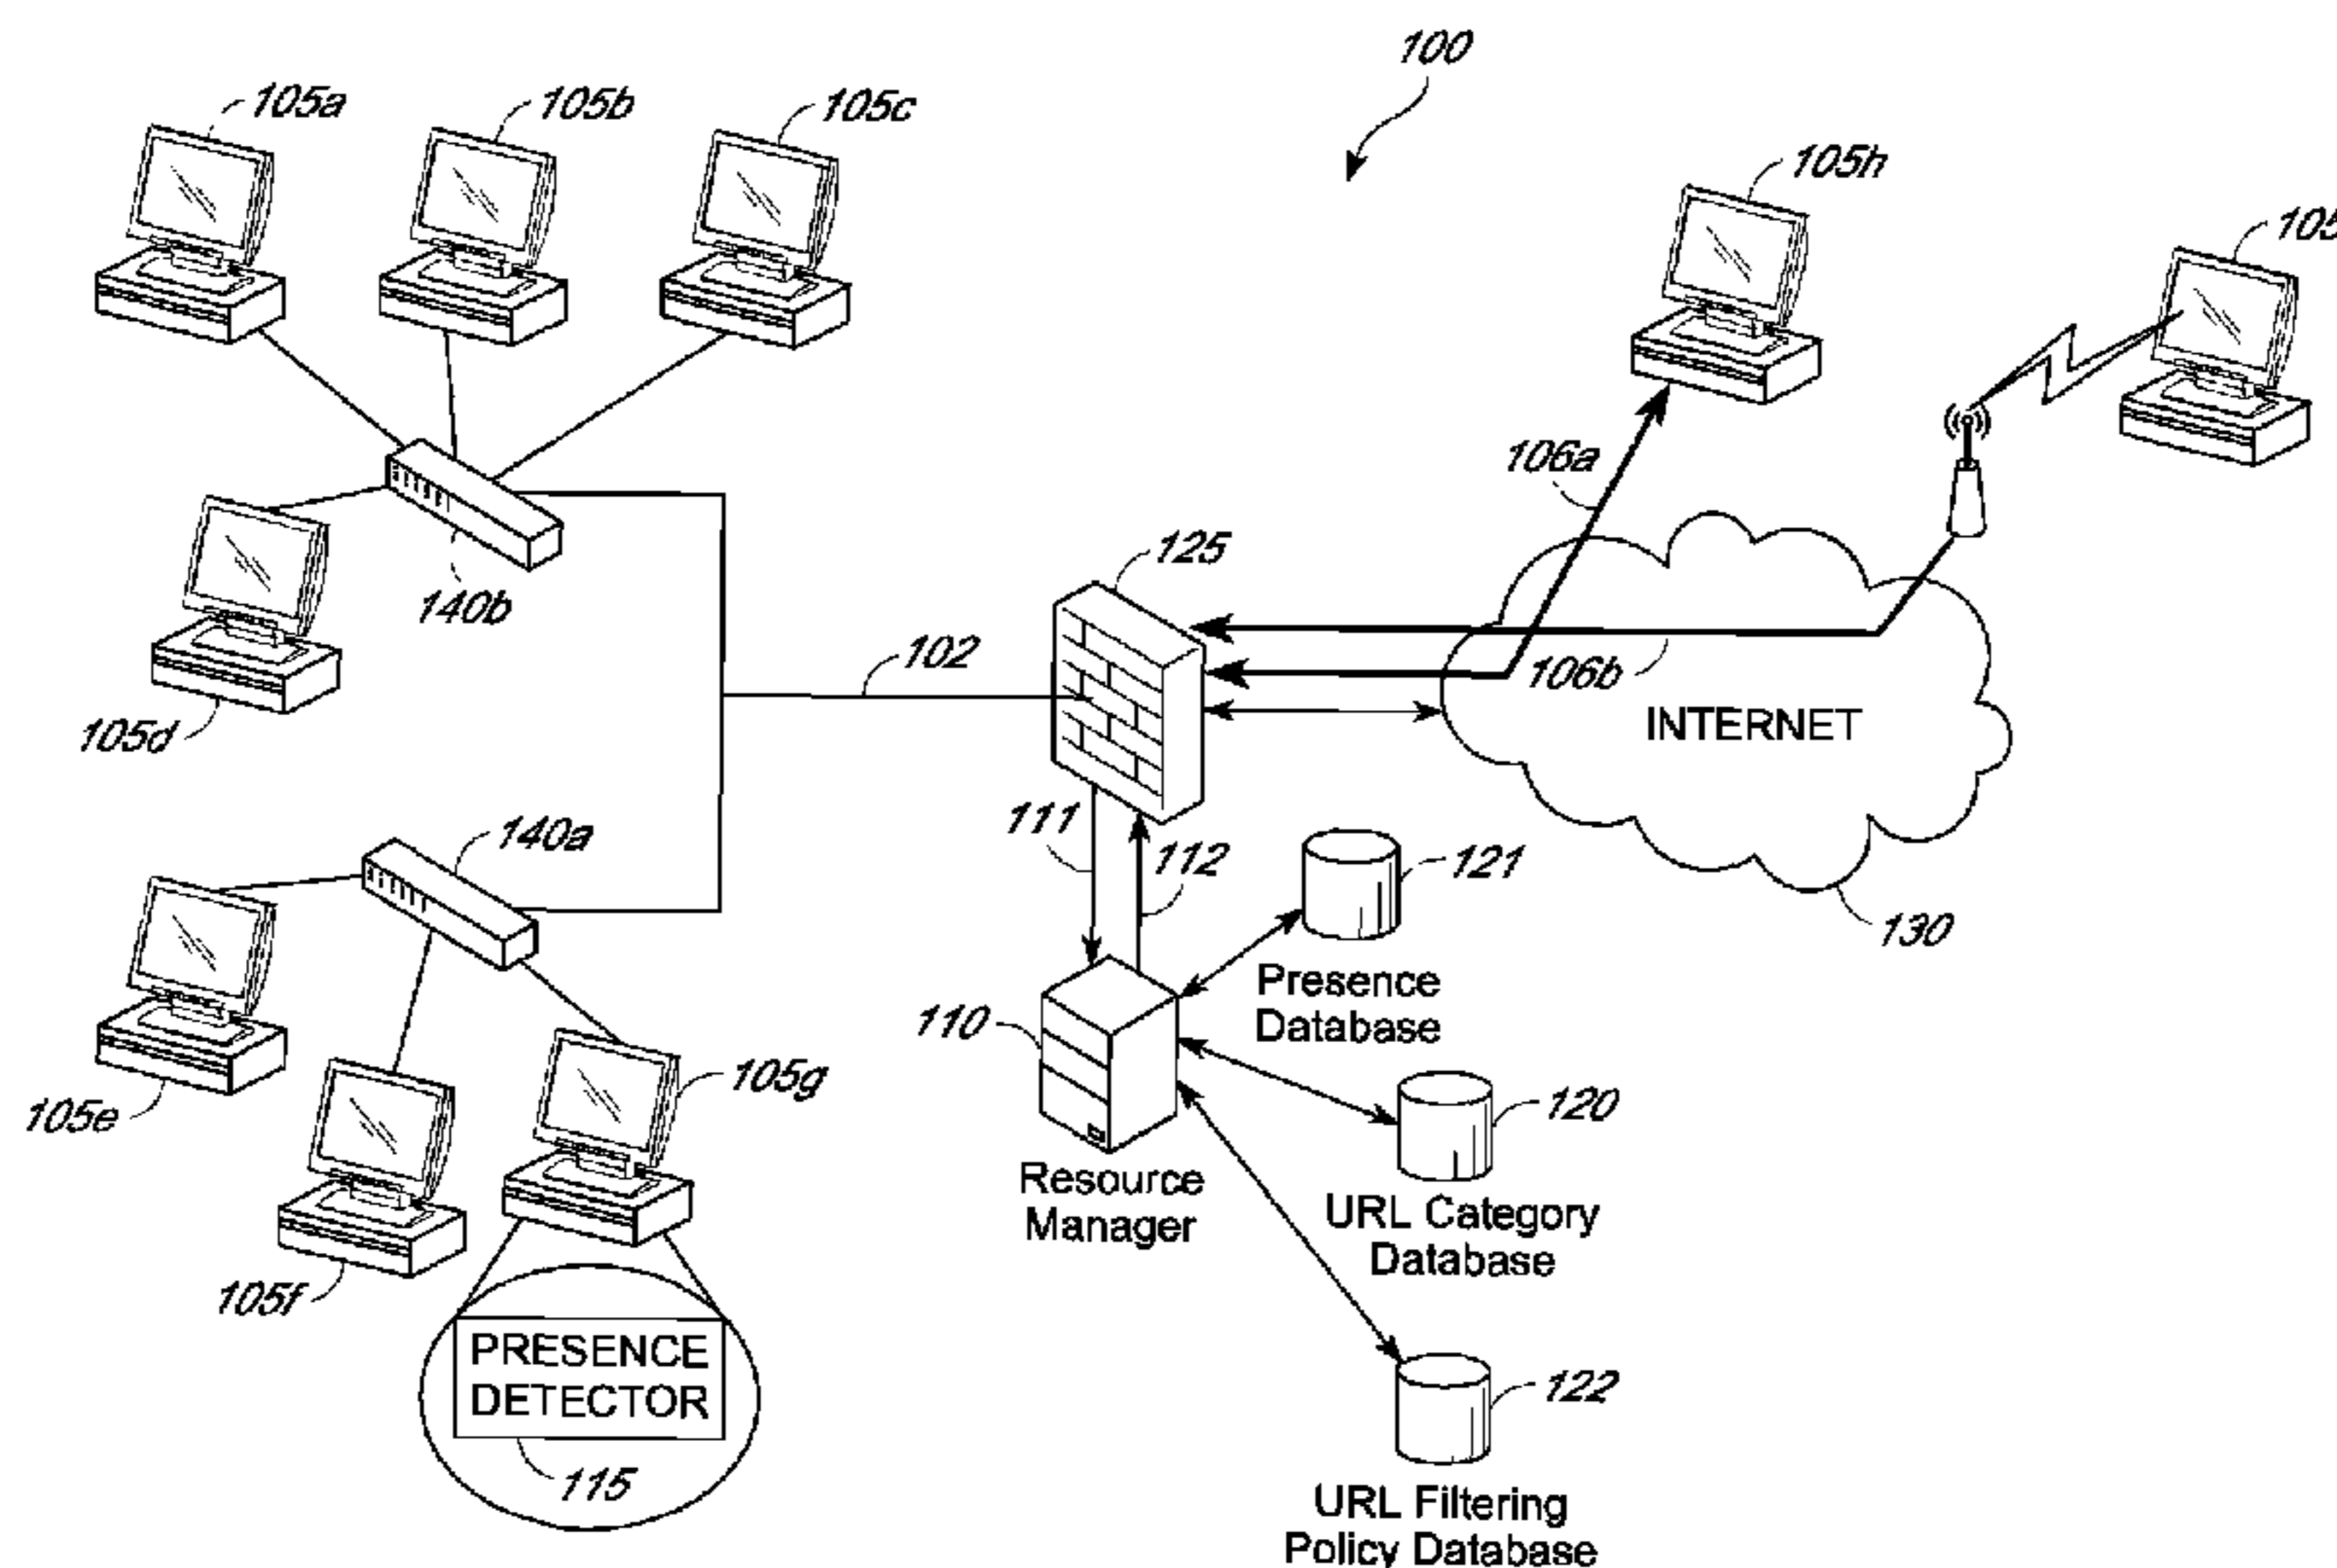 100
105a
105b
105c
105h
105
106a
125
140b
102
106b
105d
INTERNET
111
140a
112
121
130
Presence
Database
110
105g
120
105e
Resource
Manager
URL Category
Database
105f
PRESENCE
DETECTOR
122
115
URL Filtering
Policy Database